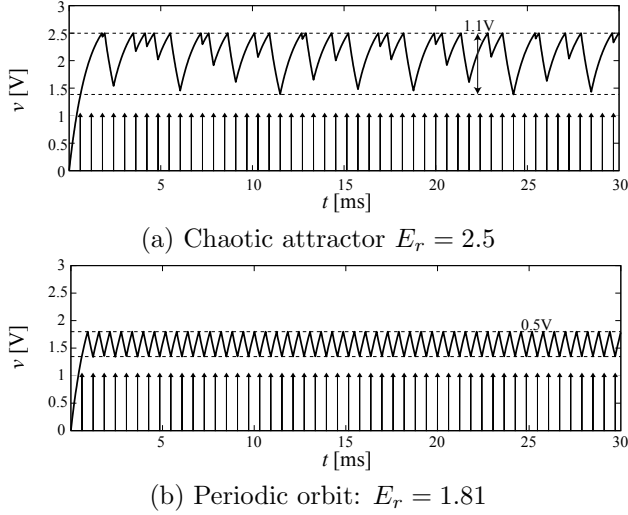 3
2.5
2
1.5
1
0.5
0
v [V]
1.1V
5 10 15 20 25 30
t [ms]
(a) Chaotic attractor E_r = 2.5
3
2.5
2
1.5
1
0.5
0
v [V]
0.5V
5 10 15 20 25 30
t [ms]
(b) Periodic orbit: E_r = 1.81